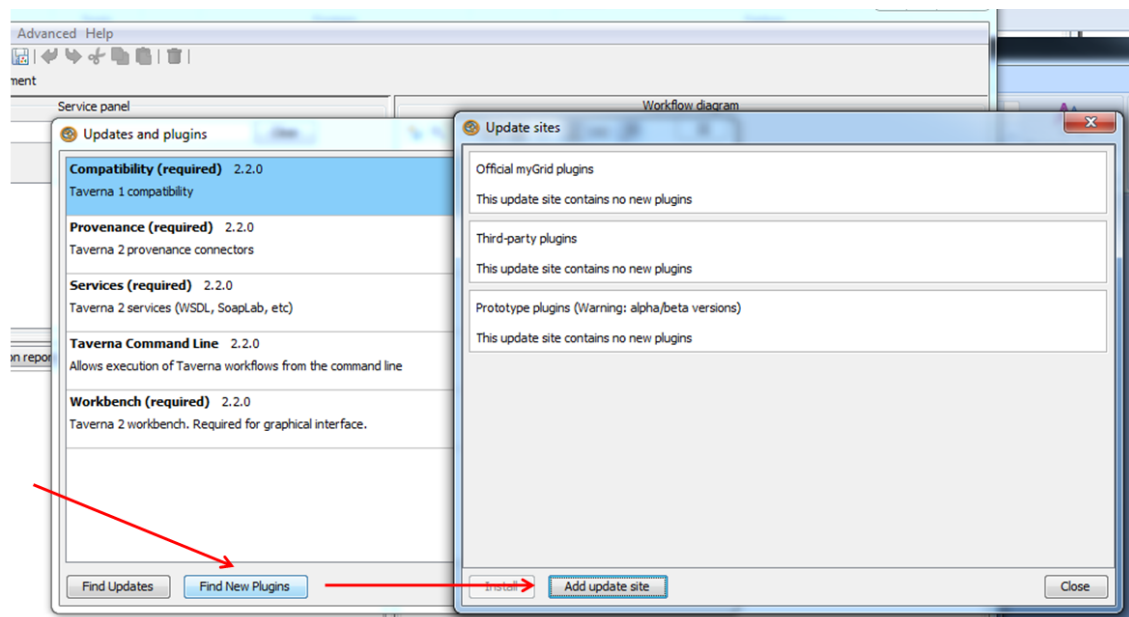 Advanced Help
ment
Service panel
Workflow diagram
Updates and plugins
Compatibility (required) 2.2.0
Taverna 1 compatibility
Provenance (required) 2.2.0
Taverna 2 provenance connectors
Services (required) 2.2.0
Taverna 2 services (WSDL, SoapLab, etc)
on repor
Taverna Command Line 2.2.0
Allows execution of Taverna workflows from the command line
Workbench (required) 2.2.0
Taverna 2 workbench. Required for graphical interface.
Find Updates
Find New Plugins
Update sites
Official myGrid plugins
This update site contains no new plugins
Third-party plugins
This update site contains no new plugins
Prototype plugins (Warning: alpha/beta versions)
This update site contains no new plugins
Install
Add update site
Close